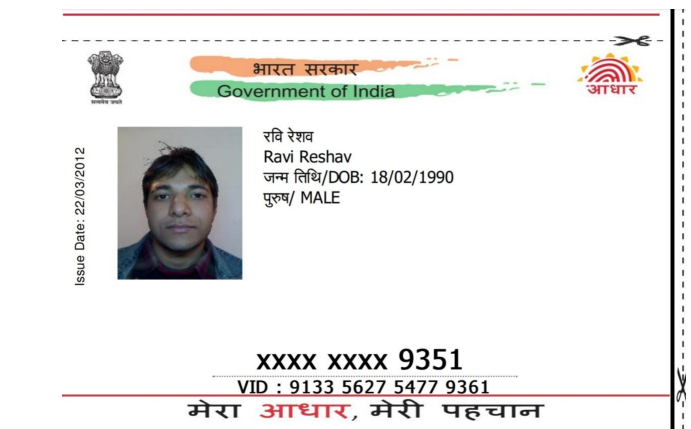 भारत सरकार
Government of India
सत्यमेव जयते
आधार
Issue Date: 22/03/2012
रवि रेशव
Ravi Reshav
जन्म तिथि/DOB: 18/02/1990
पुरुष/ MALE
xxxx xxxx 9351
VID : 9133 5627 5477 9361
मेरा आधार, मेरी पहचान